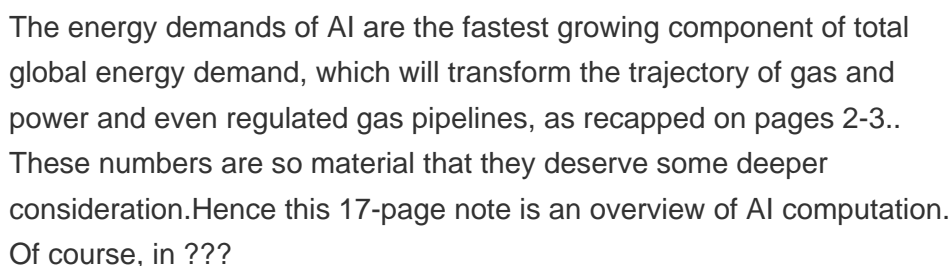 The energy demands of AI are the fastest growing component of total
global energy demand, which will transform the trajectory of gas and
power and even regulated gas pipelines, as recapped on pages 2-3..
These numbers are so material that they deserve some deeper
consideration.Hence this 17-page note is an overview of AI computation.
Of course, in ???